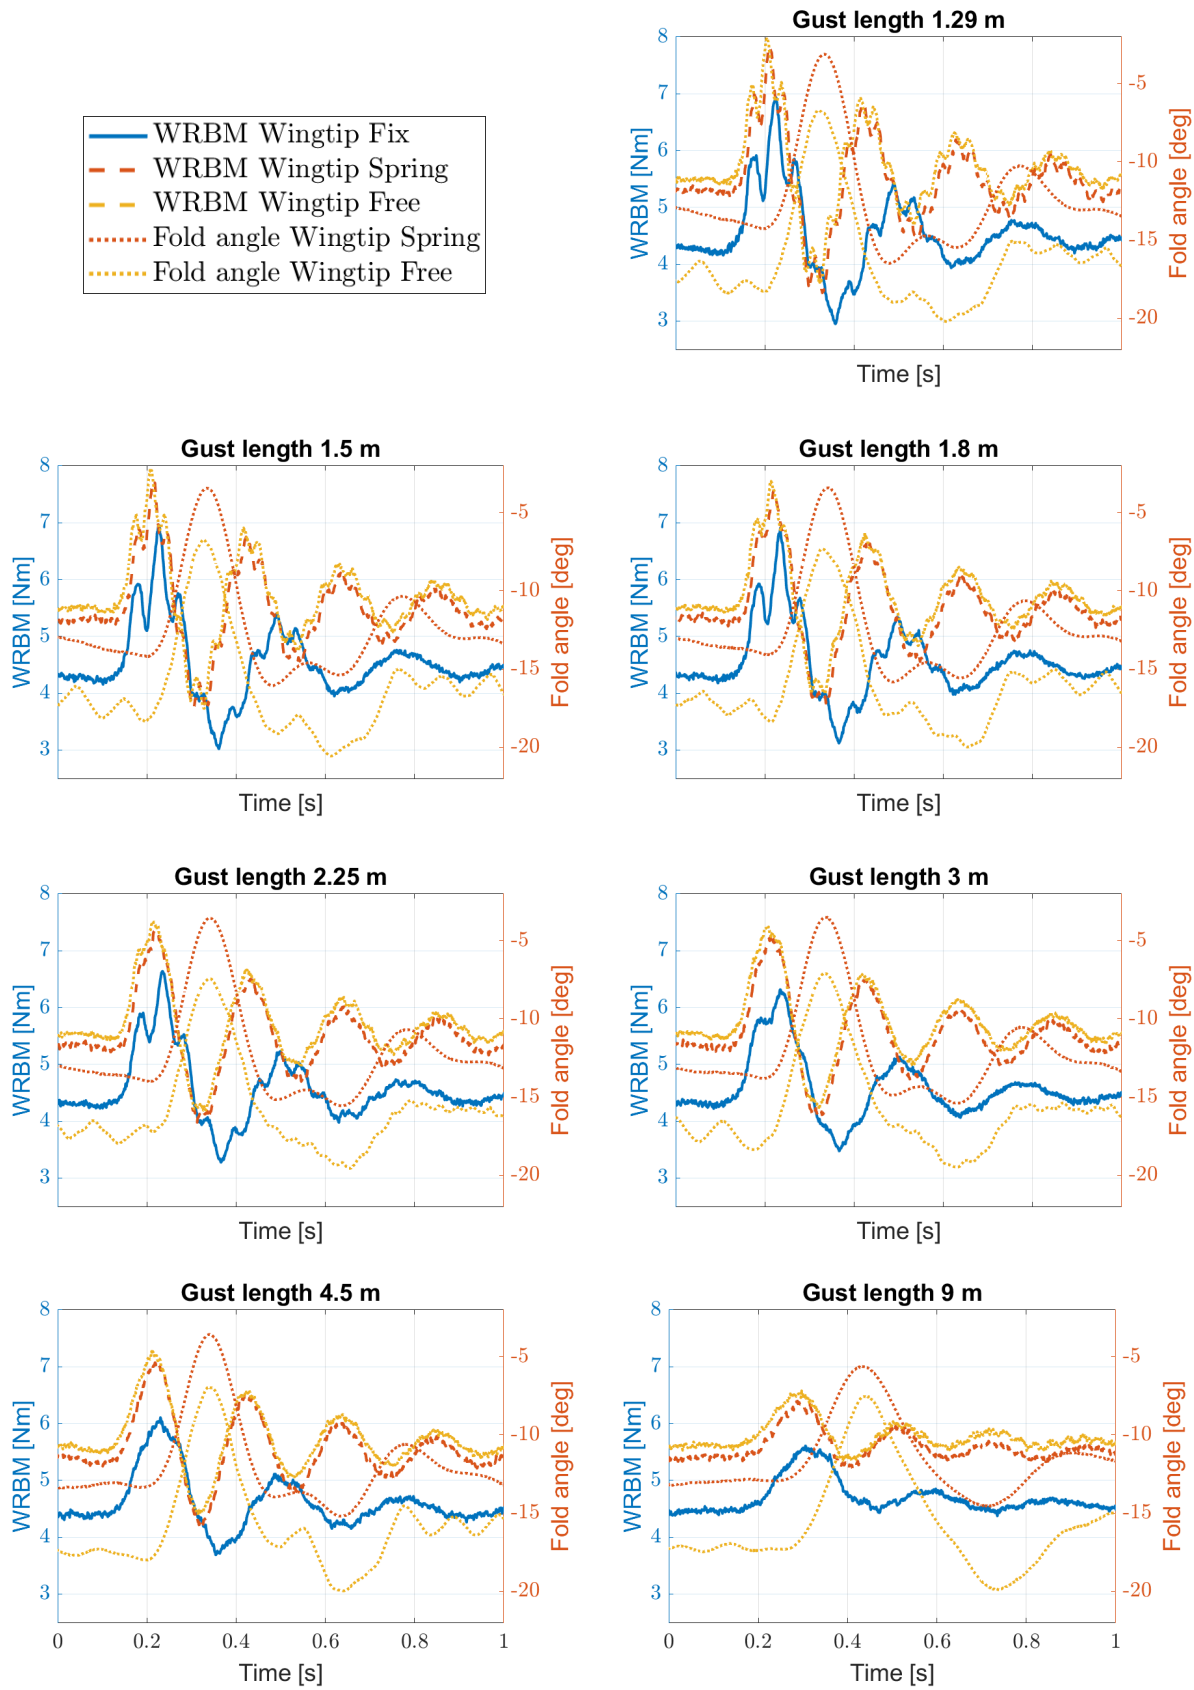 Gust length 1.29 m
8
7
6
5
4
3
WRBM [Nm]
-5
-10
-15
-20
Fold angle [deg]
Time [s]
WRBM Wingtip Fix
WRBM Wingtip Spring
WRBM Wingtip Free
Fold angle Wingtip Spring
Fold angle Wingtip Free
Gust length 1.5 m
8
7
6
5
4
3
WRBM [Nm]
-5
-10
-15
-20
Fold angle [deg]
Time [s]
Gust length 1.8 m
8
7
6
5
4
3
WRBM [Nm]
-5
-10
-15
-20
Fold angle [deg]
Time [s]
Gust length 2.25 m
8
7
6
5
4
3
WRBM [Nm]
-5
-10
-15
-20
Fold angle [deg]
Time [s]
Gust length 3 m
8
7
6
5
4
3
WRBM [Nm]
-5
-10
-15
-20
Fold angle [deg]
Time [s]
Gust length 4.5 m
8
7
6
5
4
3
WRBM [Nm]
-5
-10
-15
-20
Fold angle [deg]
0 0.2 0.4 0.6 0.8 1
Time [s]
Gust length 9 m
8
7
6
5
4
3
WRBM [Nm]
-5
-10
-15
-20
Fold angle [deg]
0 0.2 0.4 0.6 0.8 1
Time [s]